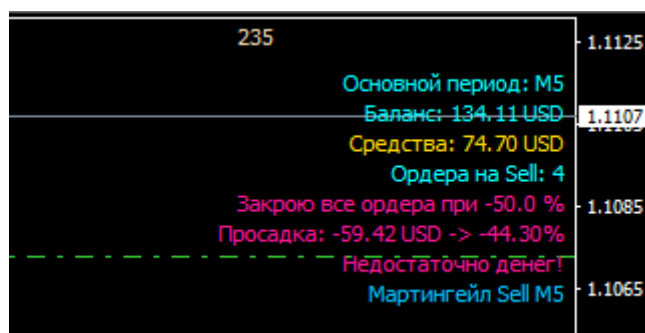 235
1.1125
Основной период: M5
Баланс: 134.11 USD
1.1107
Средства: 74.70 USD
Ордера на Sell: 4
Закрою все ордера при -50.0 %
1.1085
Просадка: -59.42 USD -> -44.30%
Недостаточно денег!
Мартингейл Sell M5
1.1065